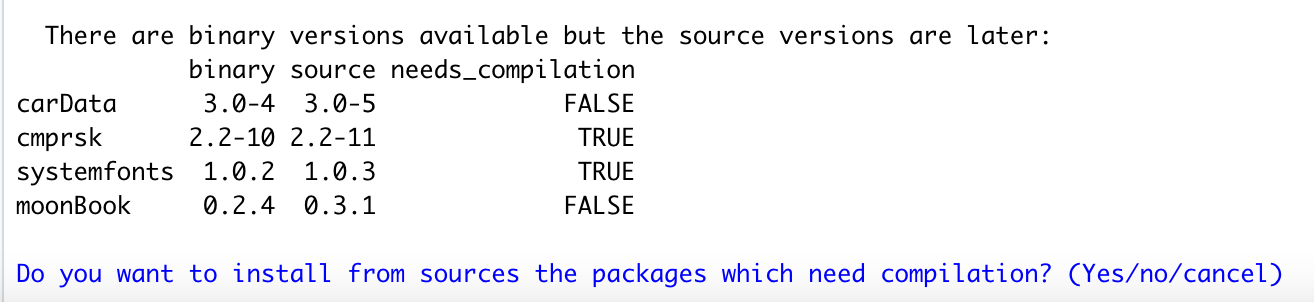 There are binary versions available but the source versions are later:
binary source needs_compilation
carData 3.0-4 3.0-5 FALSE
cmprsk 2.2-10 2.2-11 TRUE
systemfonts 1.0.2 1.0.3 TRUE
moonBook 0.2.4 0.3.1 FALSE
Do you want to install from sources the packages which need compilation? (Yes/no/cancel)